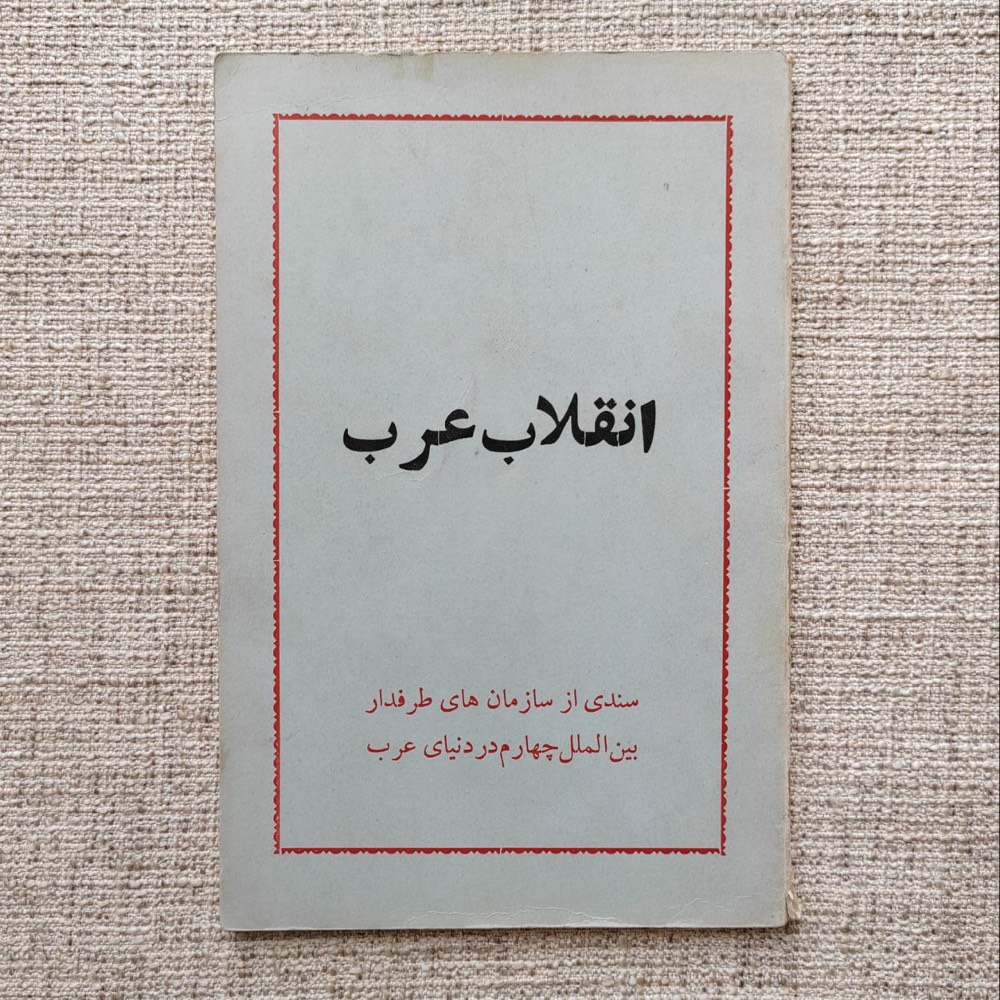 انقلاب عرب
سندی از سازمان های طرفدار
بین‌الملل چهارم در دنیای عرب